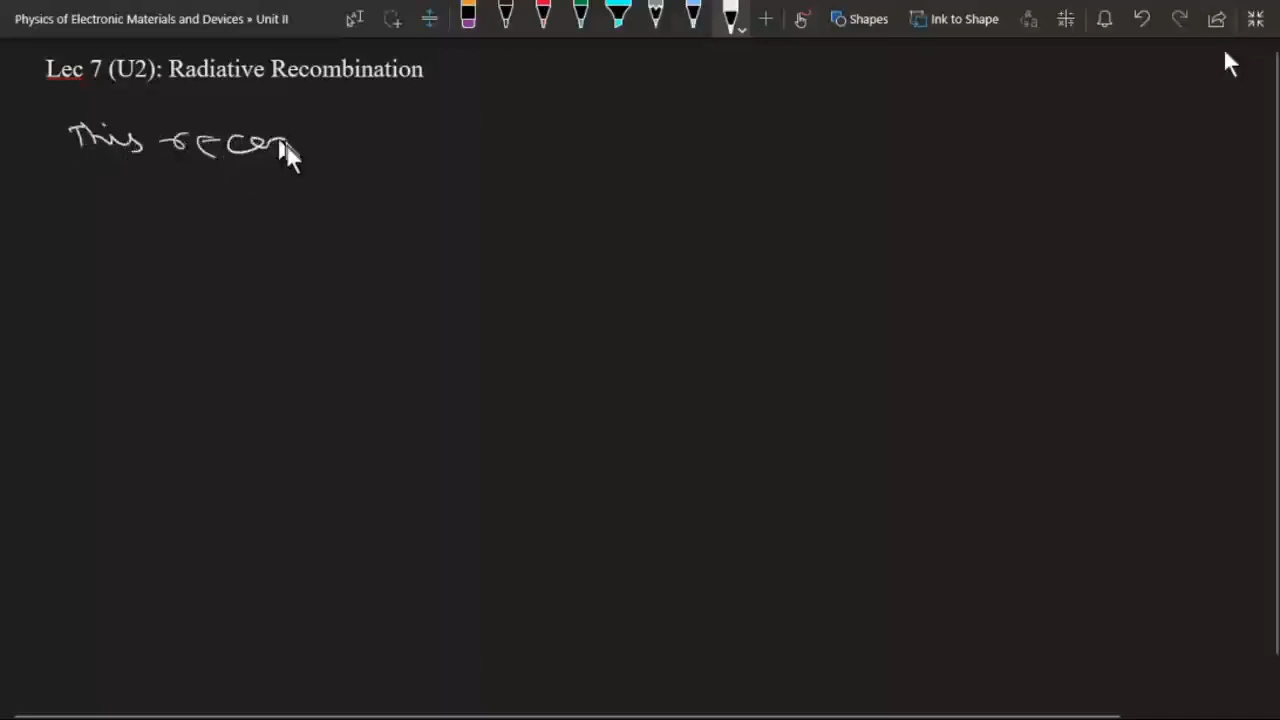 Physics of Electronic Materials and Devices » Unit II
Shapes
Ink to Shape
Lec 7 (U2): Radiative Recombination
This recom